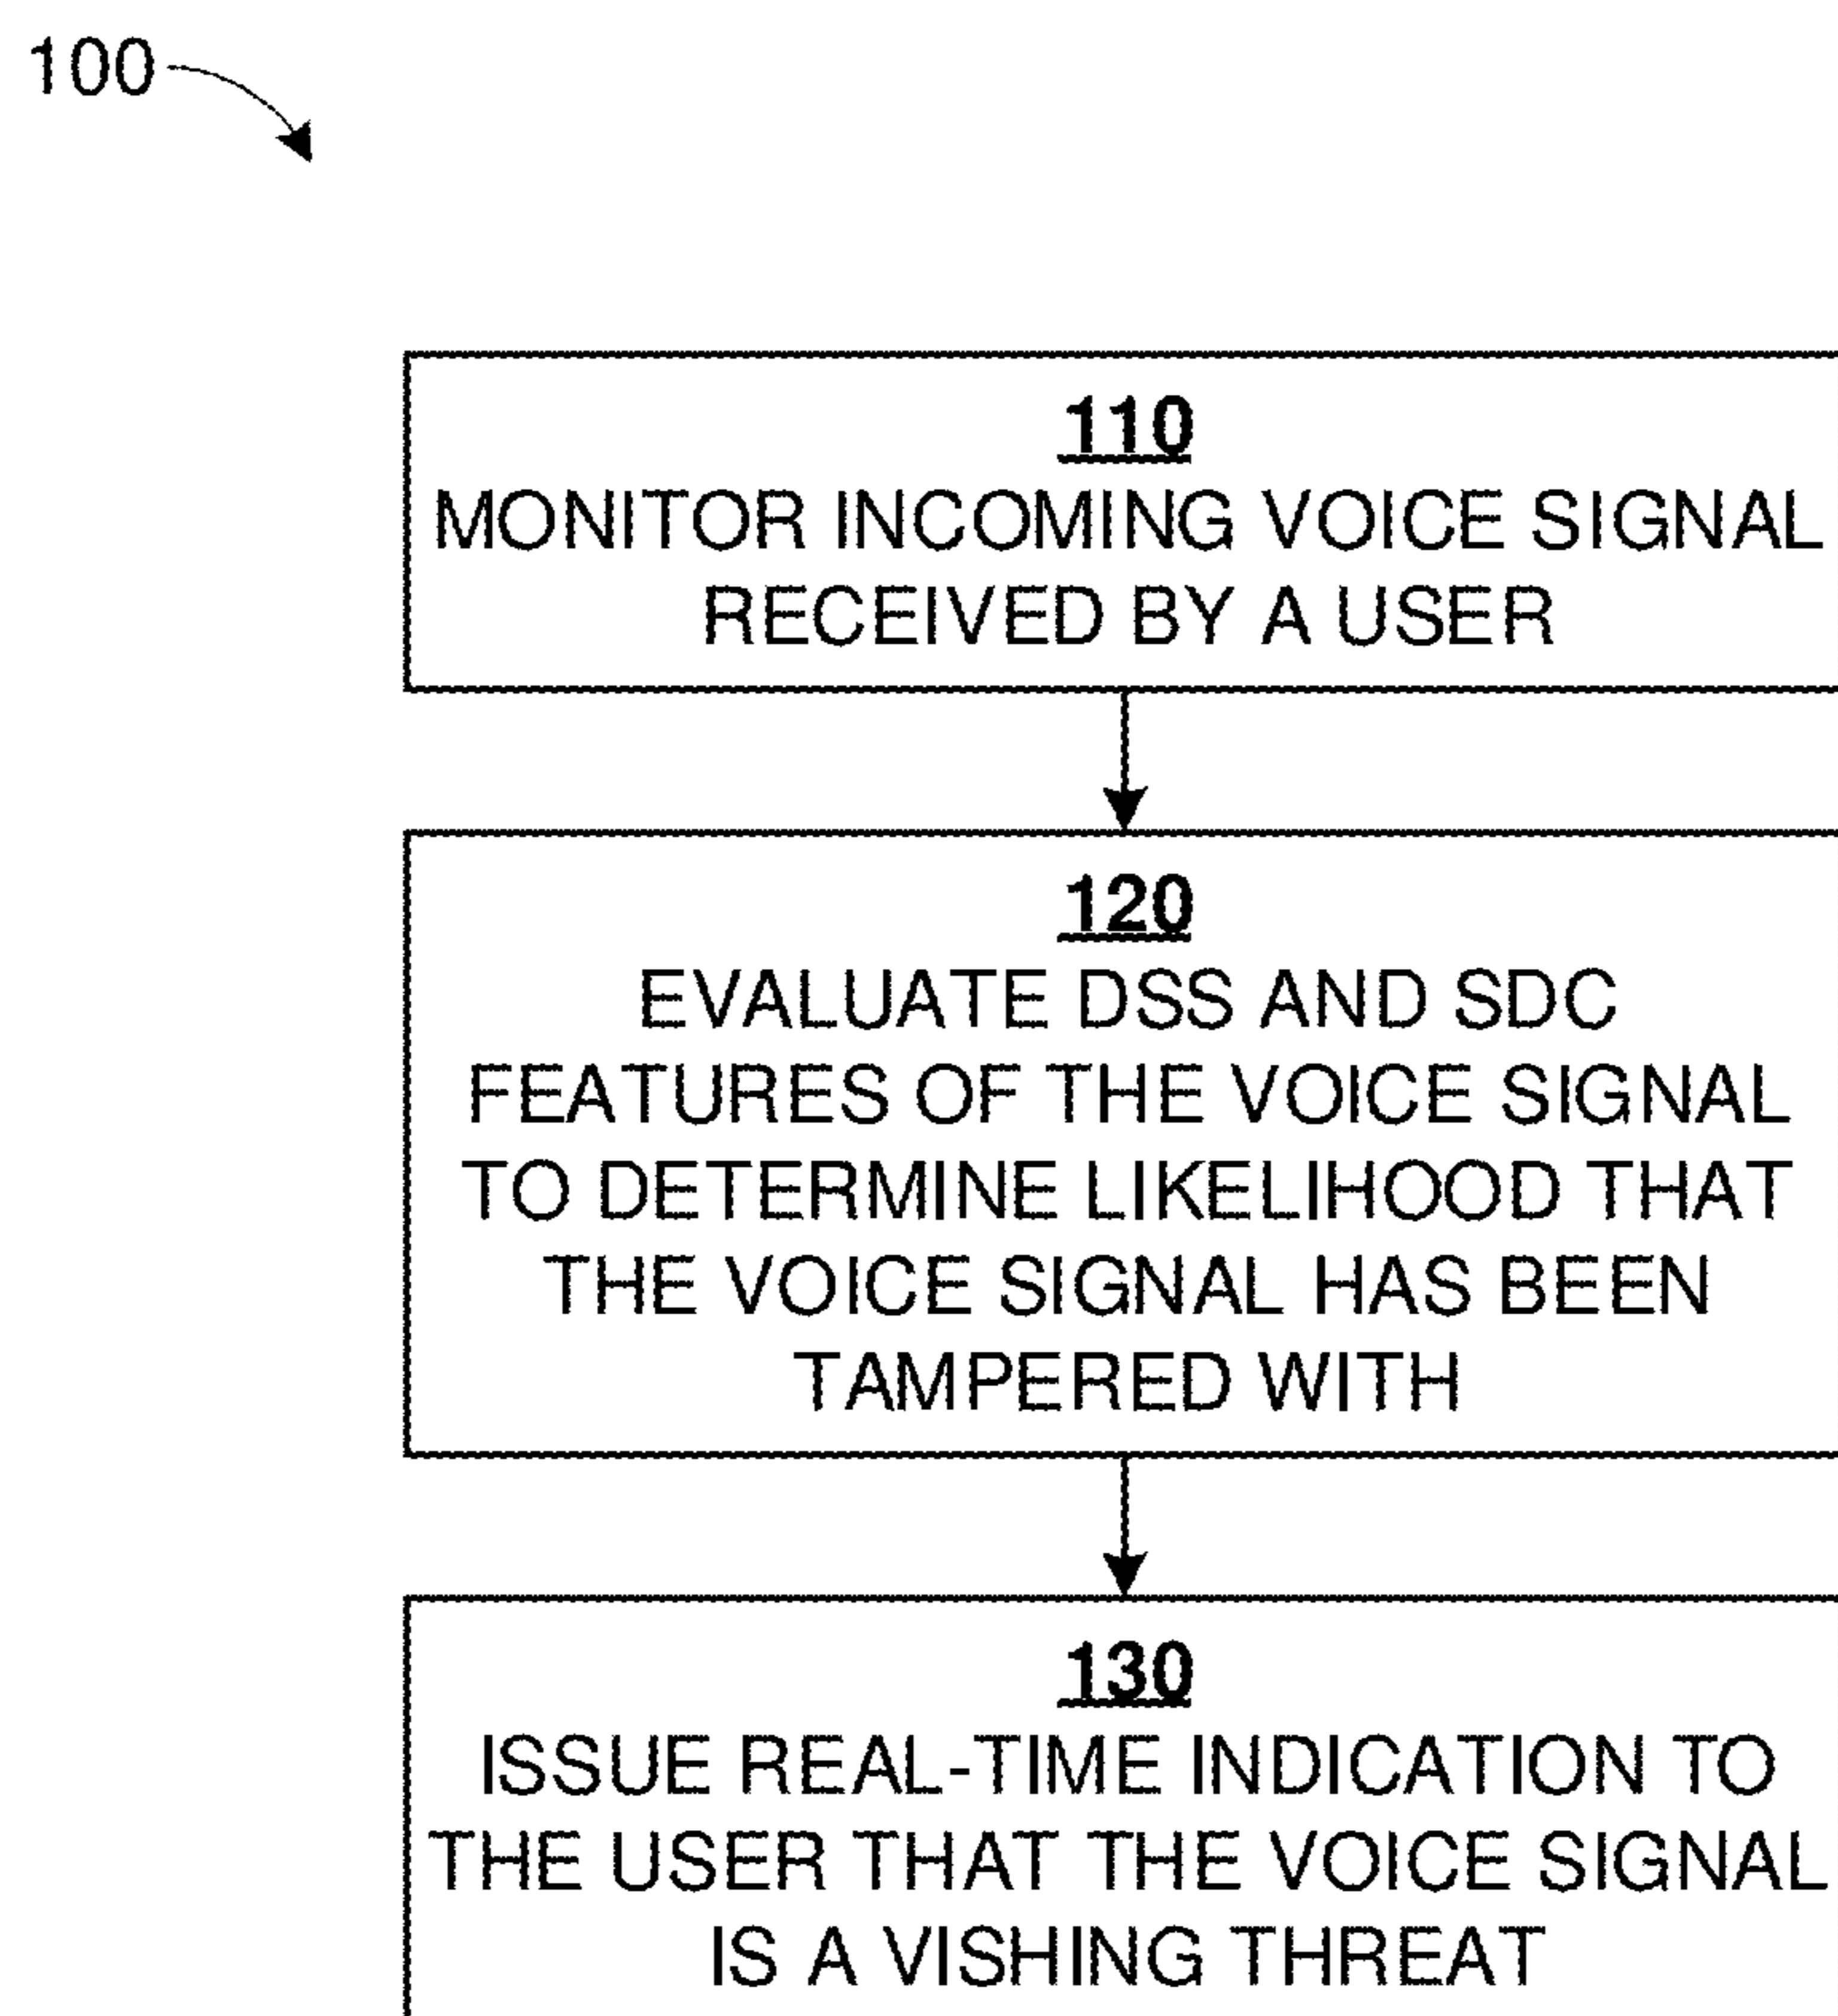 100
110
MONITOR INCOMING VOICE SIGNAL
RECEIVED BY A USER
120
EVALUATE DSS AND SDC
FEATURES OF THE VOICE SIGNAL
TO DETERMINE LIKELIHOOD THAT
THE VOICE SIGNAL HAS BEEN
TAMPERED WITH
130
ISSUE REAL-TIME INDICATION TO
THE USER THAT THE VOICE SIGNAL
IS A VISHING THREAT